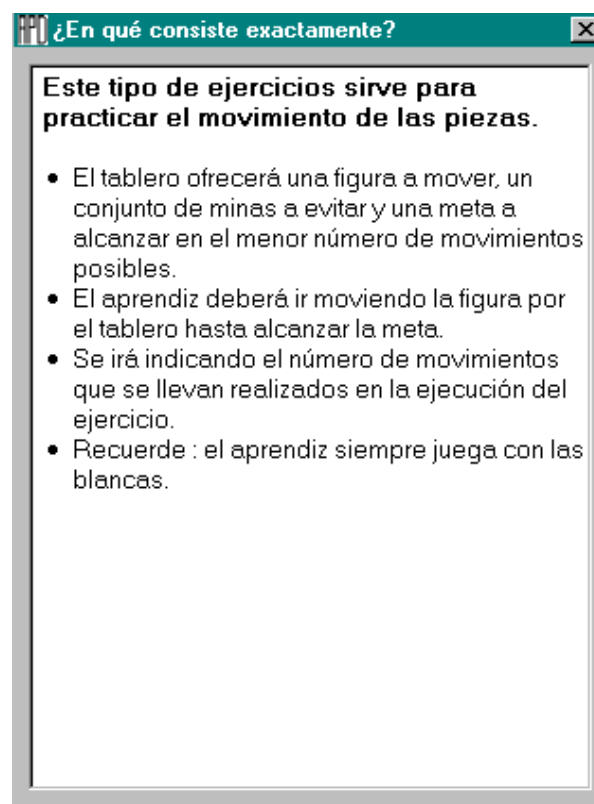 ¿En qué consiste exactamente?
Este tipo de ejercicios sirve para
practicar el movimiento de las piezas.
• El tablero ofrecerá una figura a mover, un
conjunto de minas a evitar y una meta a
alcanzar en el menor número de movimientos
posibles.
• El aprendiz deberá ir moviendo la figura por
el tablero hasta alcanzar la meta.
• Se irá indicando el número de movimientos
que se llevan realizados en la ejecución del
ejercicio.
• Recuerde : el aprendiz siempre juega con las
blancas.